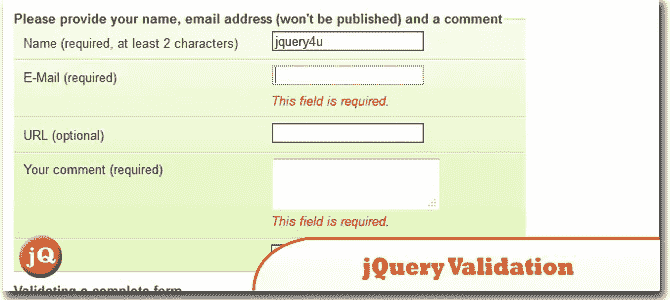 Please provide your name, email address (won't be published) and a comment
Name (required, at least 2 characters)
jquery4u
E-Mail (required)
This field is required.
URL (optional)
Your comment (required)
This field is required.
jQ
jQuery Validation
Validating a complete form